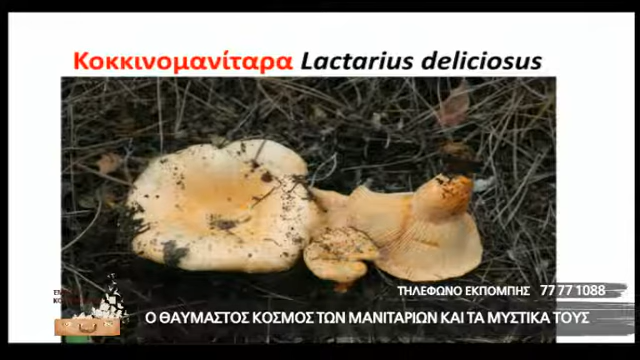 Κοκκινομανίταρα Lactarius deliciosus
ΤΗΛΕΦΩΝΟ ΕΚΠΟΜΠΗΣ 77 77 1088
Ο ΘΑΥΜΑΣΤΟΣ ΚΟΣΜΟΣ ΤΩΝ ΜΑΝΙΤΑΡΙΩΝ ΚΑΙ ΤΑ ΜΥΣΤΙΚΑ ΤΟΥΣ